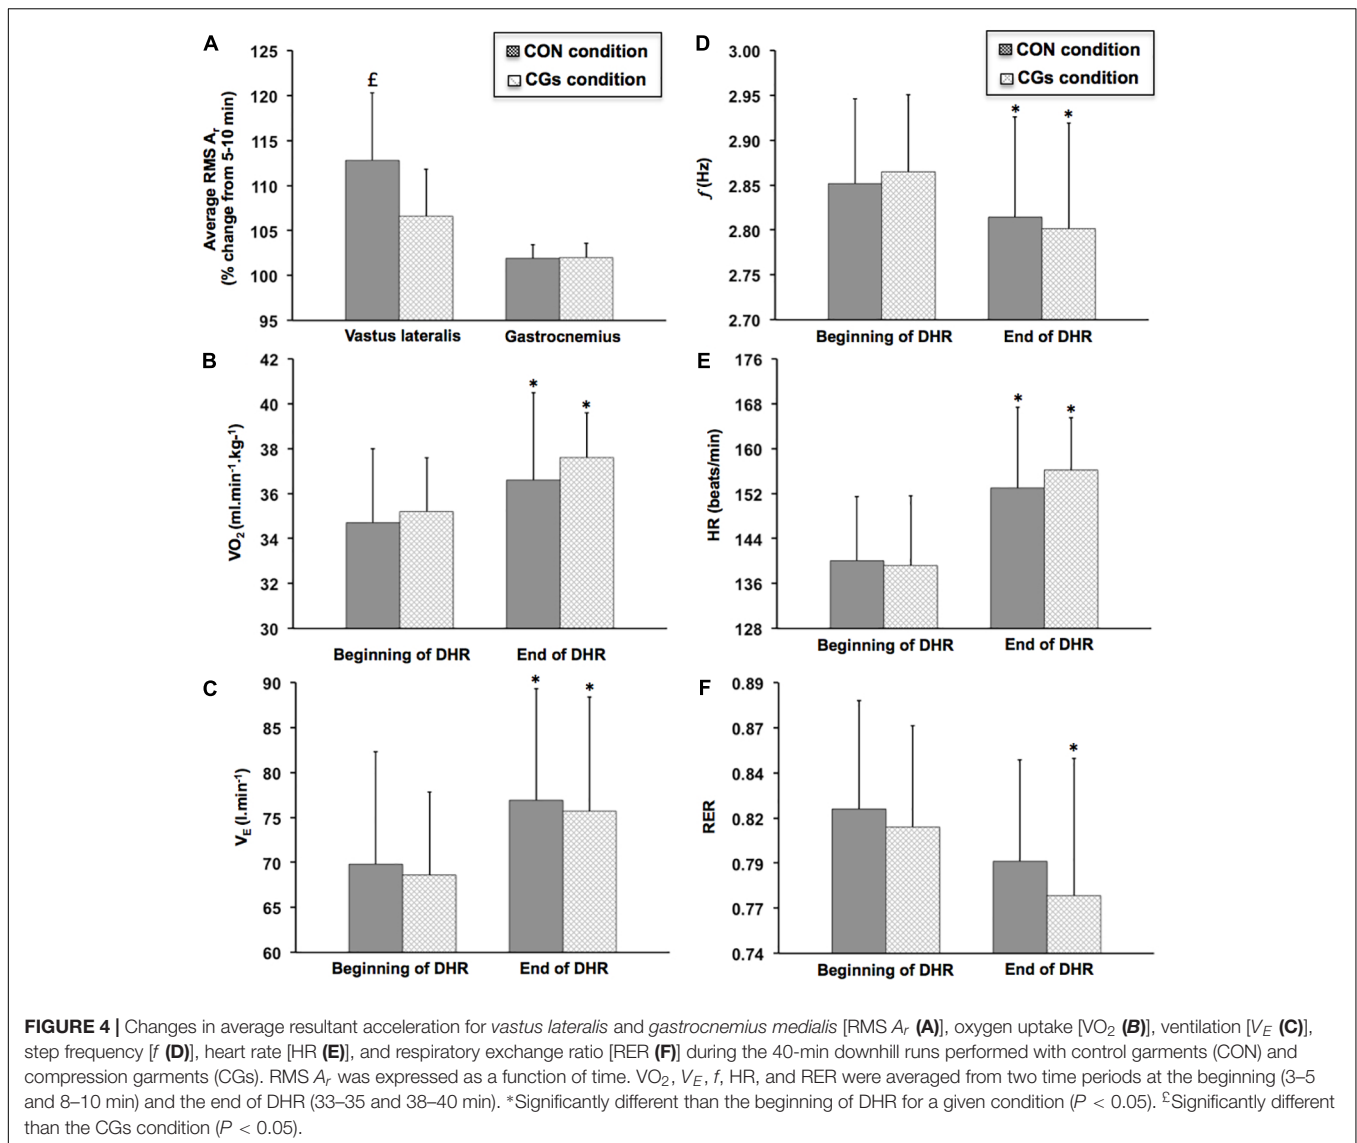 A
125
120
115
110
105
100
95
Average RMS Ar
(% change from 5-10 min)
CON condition
CGs condition
£
Vastus lateralis
Gastrocnemius
D
3.00
2.95
2.90
2.85
2.80
2.75
2.70
f (Hz)
CON condition
CGs condition
*
*
Beginning of DHR
End of DHR
B
42
40
38
36
34
32
30
VO2 (ml.min-1.kg-1)
*
*
Beginning of DHR
End of DHR
E
176
168
160
152
144
136
128
HR (beats/min)
*
*
Beginning of DHR
End of DHR
C
90
85
80
75
70
65
60
VE (l.min-1)
*
*
Beginning of DHR
End of DHR
F
0.89
0.87
0.84
0.82
0.79
0.77
0.74
RER
*
Beginning of DHR
End of DHR
FIGURE 4 | Changes in average resultant acceleration for vastus lateralis and gastrocnemius medialis [RMS Ar (A)], oxygen uptake [VO2 (B)], ventilation [VE (C)],
step frequency [f (D)], heart rate [HR (E)], and respiratory exchange ratio [RER (F)] during the 40-min downhill runs performed with control garments (CON) and
compression garments (CGs). RMS Ar was expressed as a function of time. VO2, VE, f, HR, and RER were averaged from two time periods at the beginning (3–5
and 8–10 min) and the end of DHR (33–35 and 38–40 min). *Significantly different than the beginning of DHR for a given condition (P < 0.05). £Significantly different
than the CGs condition (P < 0.05).